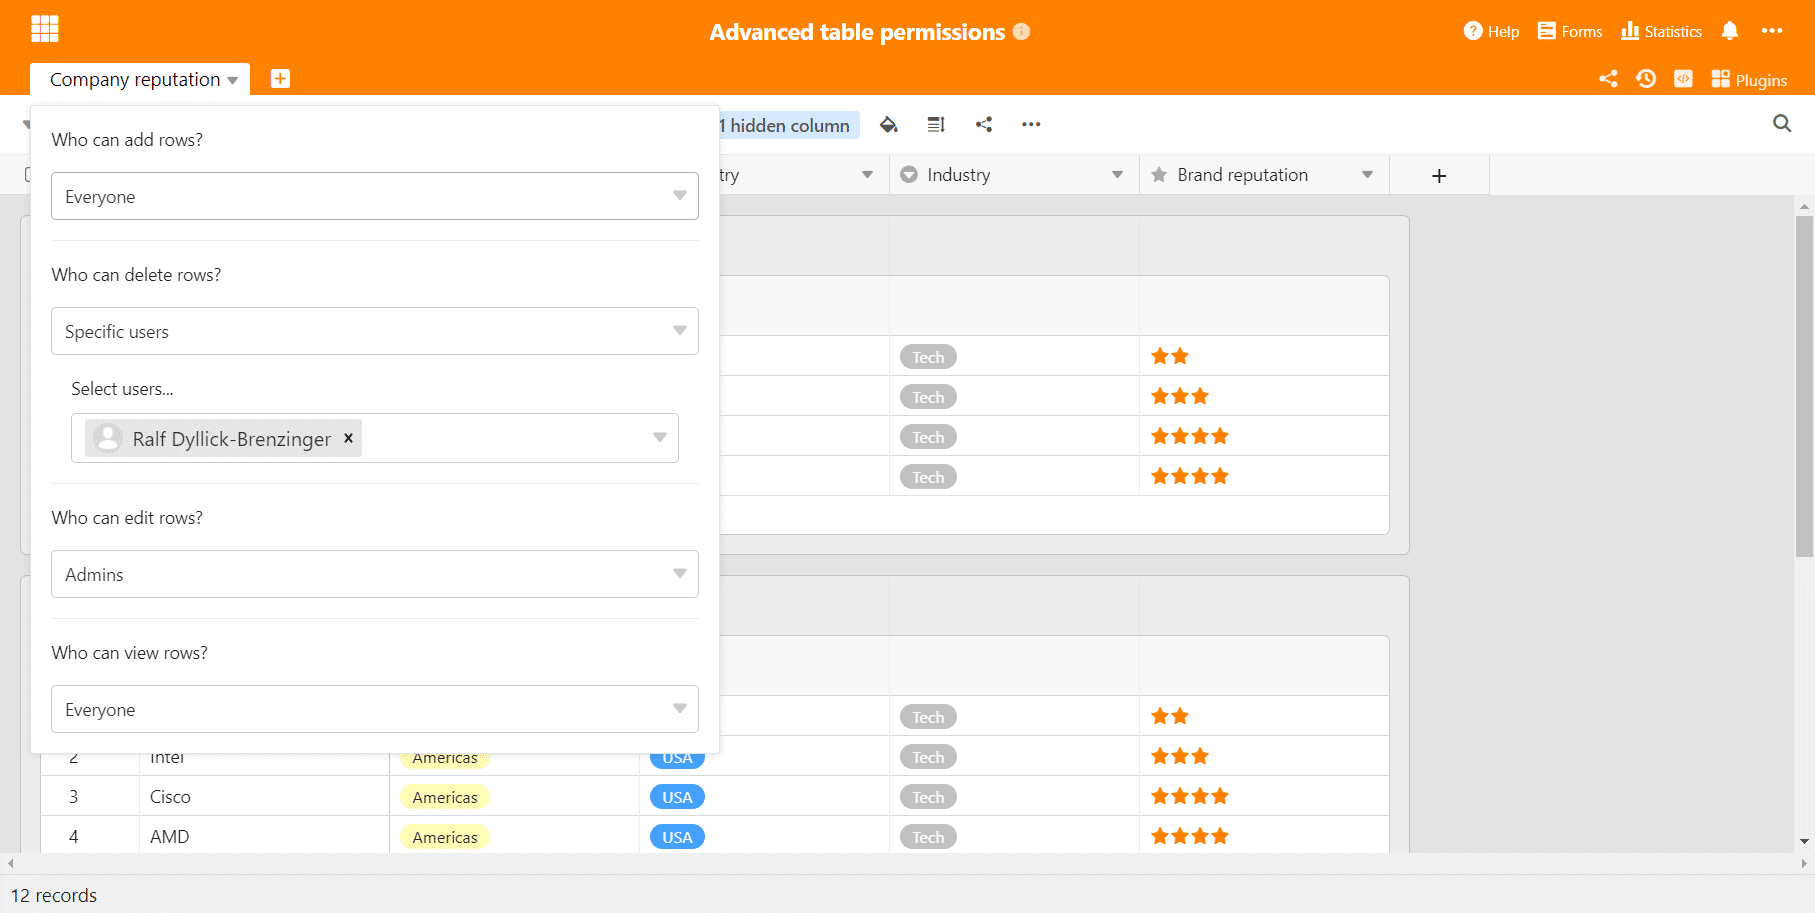 Advanced table permissions
Help Forms Statistics
Company reputation
Plugins
1 hidden column
Who can add rows?
Everyone
try Industry Brand reputation
Who can delete rows?
Specific users
Select users...
Ralf Dyllick-Brenzinger
Tech
Tech
Tech
Tech
Who can edit rows?
Admins
Who can view rows?
Everyone
Tech
2 Intel Americas USA Tech
3 Cisco Americas USA Tech
4 AMD Americas USA Tech
12 records